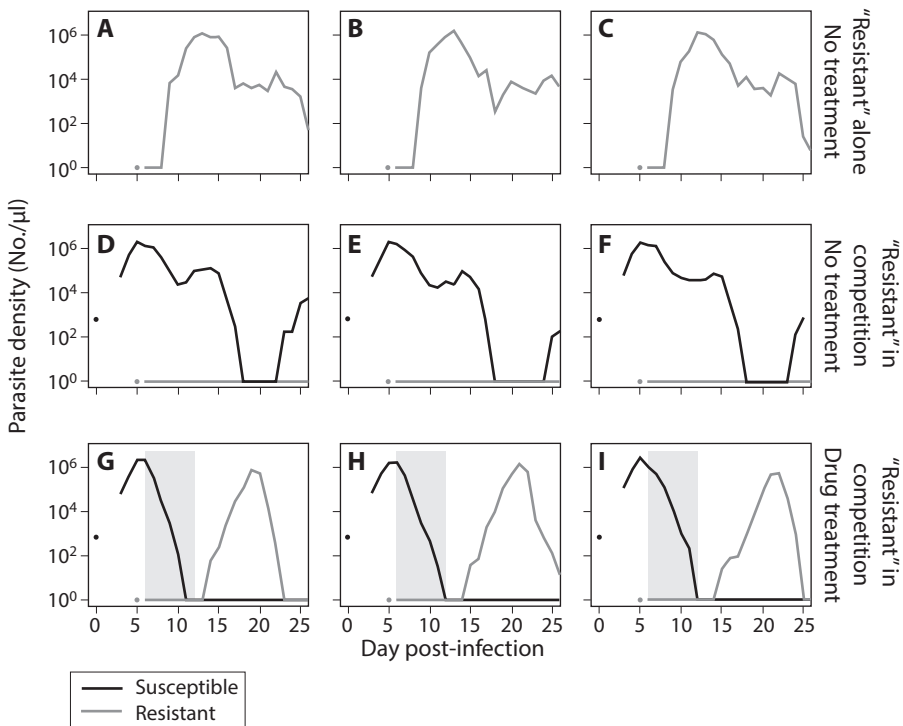 A
B
C
10⁶
10⁴
10²
10⁰
"Resistant" alone
No treatment
D
E
F
10⁶
10⁴
10²
10⁰
"Resistant" in
competition
No treatment
G
H
I
10⁶
10⁴
10²
10⁰
"Resistant" in
competition
Drug treatment
Parasite density (No./µl)
0 5 10 15 20 25 0 5 10 15 20 25 0 5 10 15 20 25
Day post-infection
Susceptible
Resistant